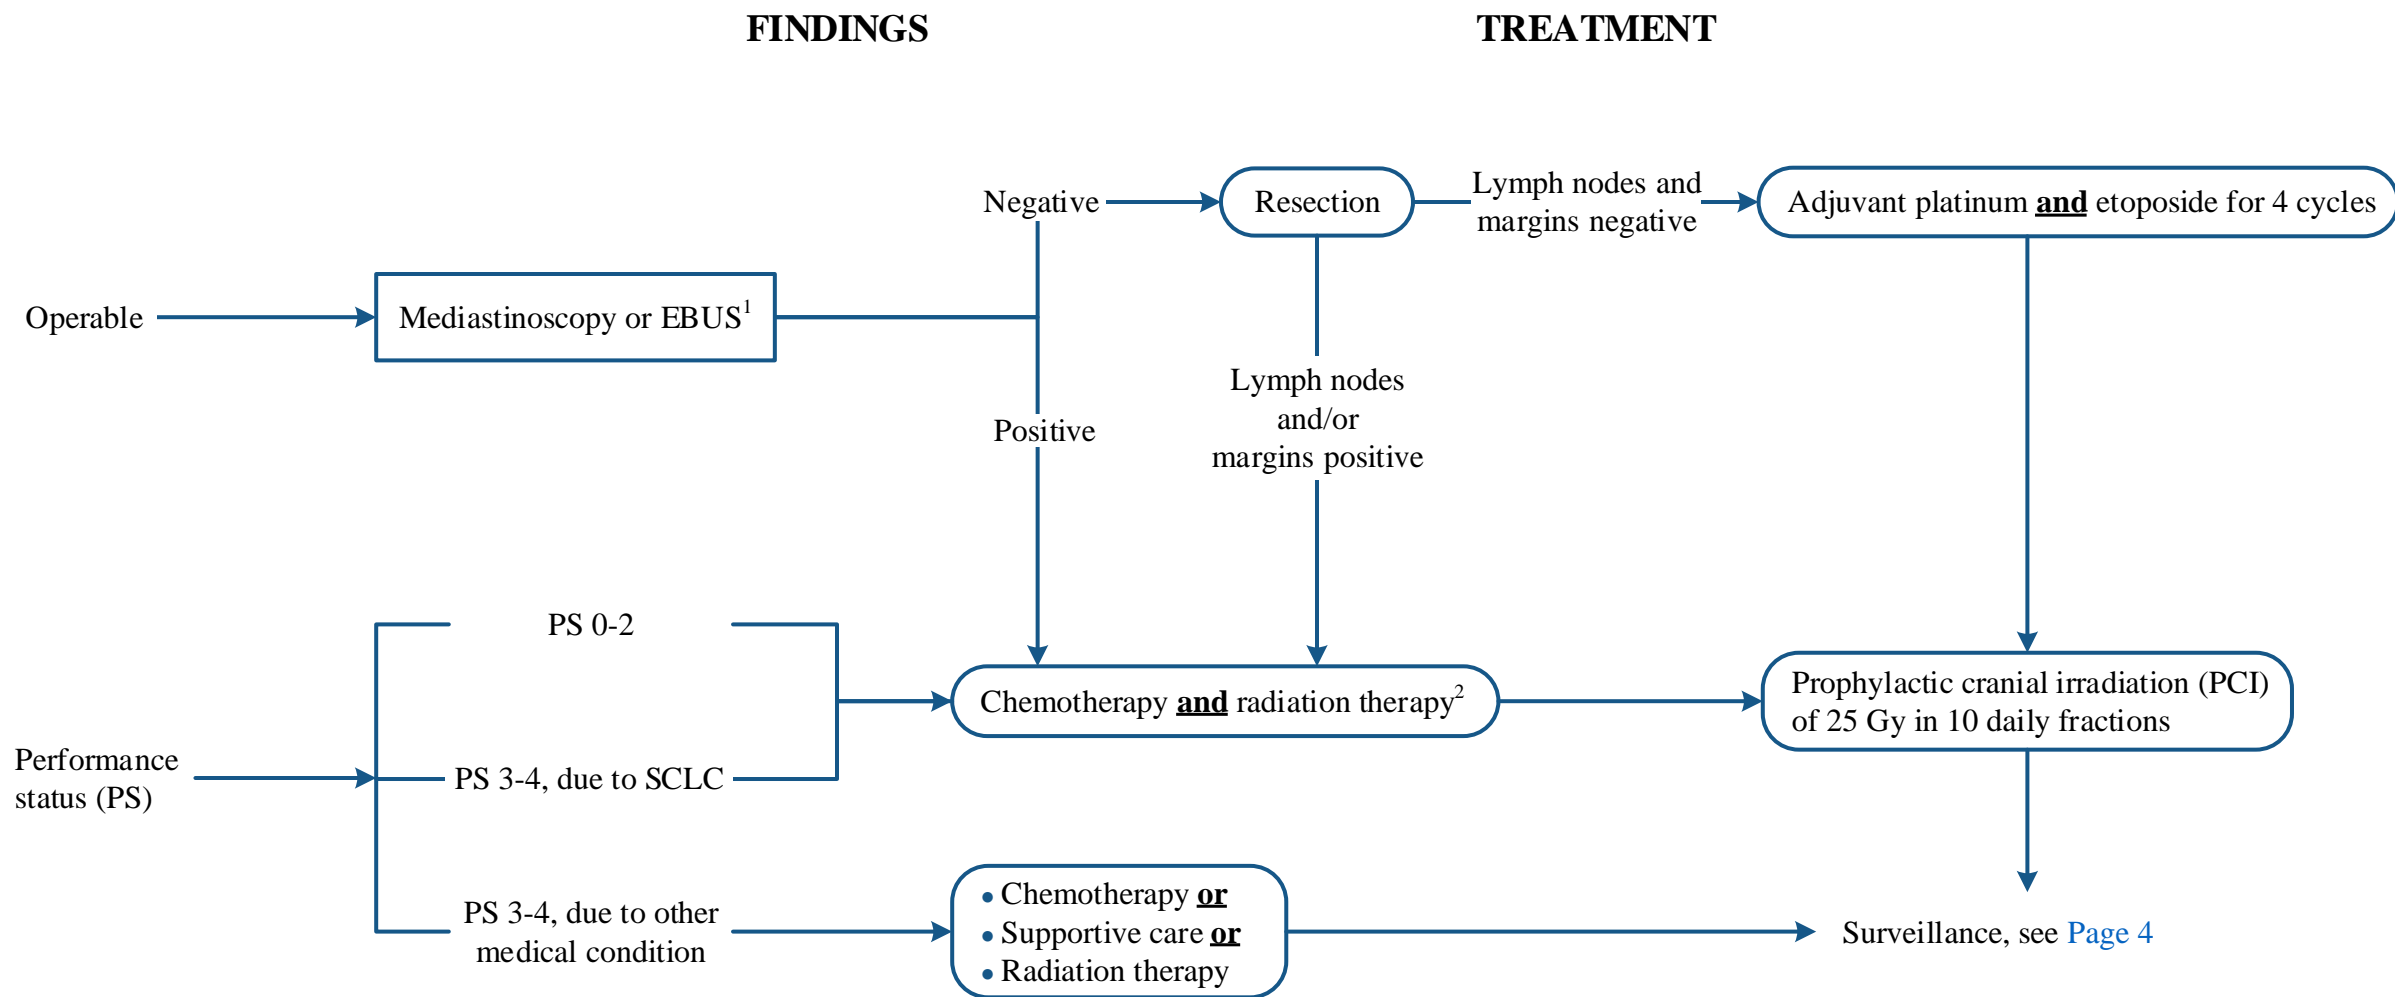 FINDINGS
TREATMENT
Negative
Resection
Lymph nodes and
margins negative
Adjuvant platinum and etoposide for 4 cycles
Operable
Mediastinoscopy or EBUS1
Lymph nodes
and/or
margins positive
Positive
PS 0-2
Chemotherapy and radiation therapy2
Prophylactic cranial irradiation (PCI)
of 25 Gy in 10 daily fractions
Performance
status (PS)
PS 3-4, due to SCLC
PS 3-4, due to other
medical condition
• Chemotherapy or
• Supportive care or
• Radiation therapy
Surveillance, see Page 4